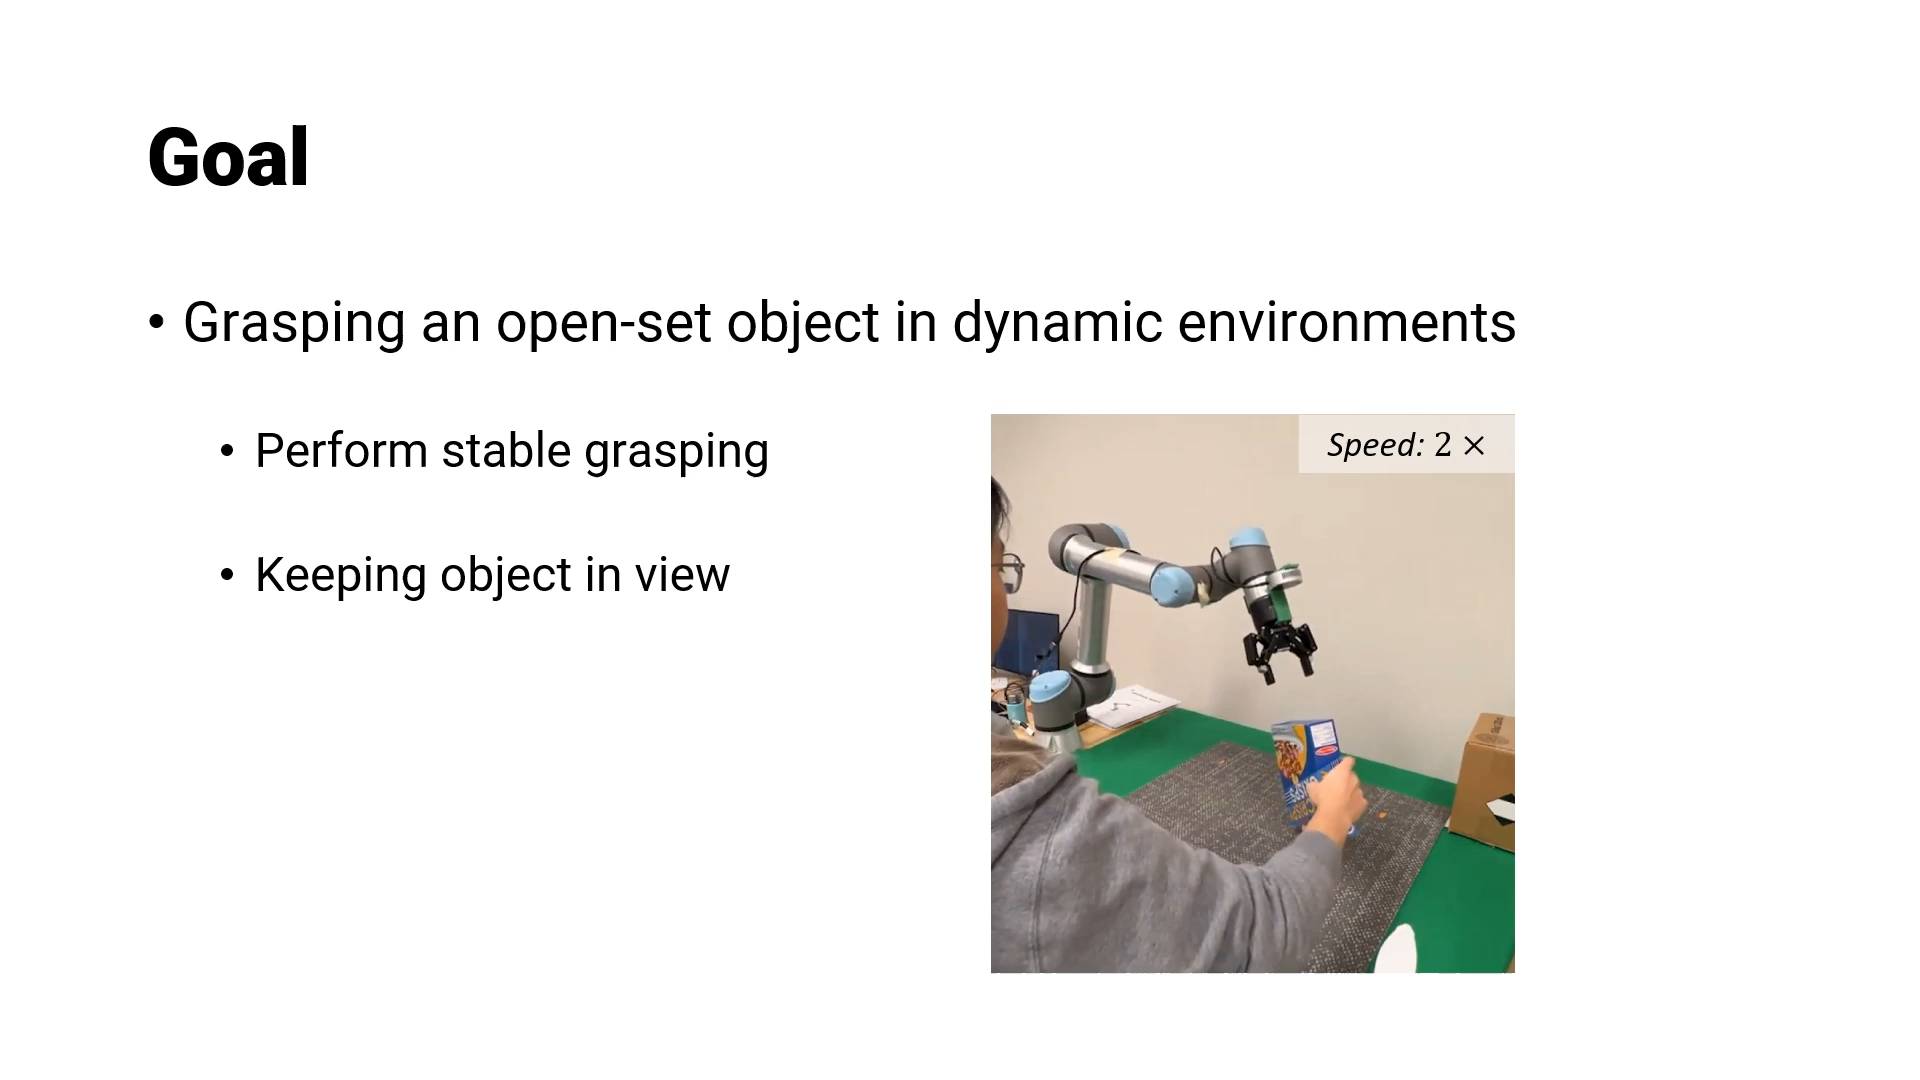 Goal
• Grasping an open-set object in dynamic environments
• Perform stable grasping
• Keeping object in view
Speed: 2 ×